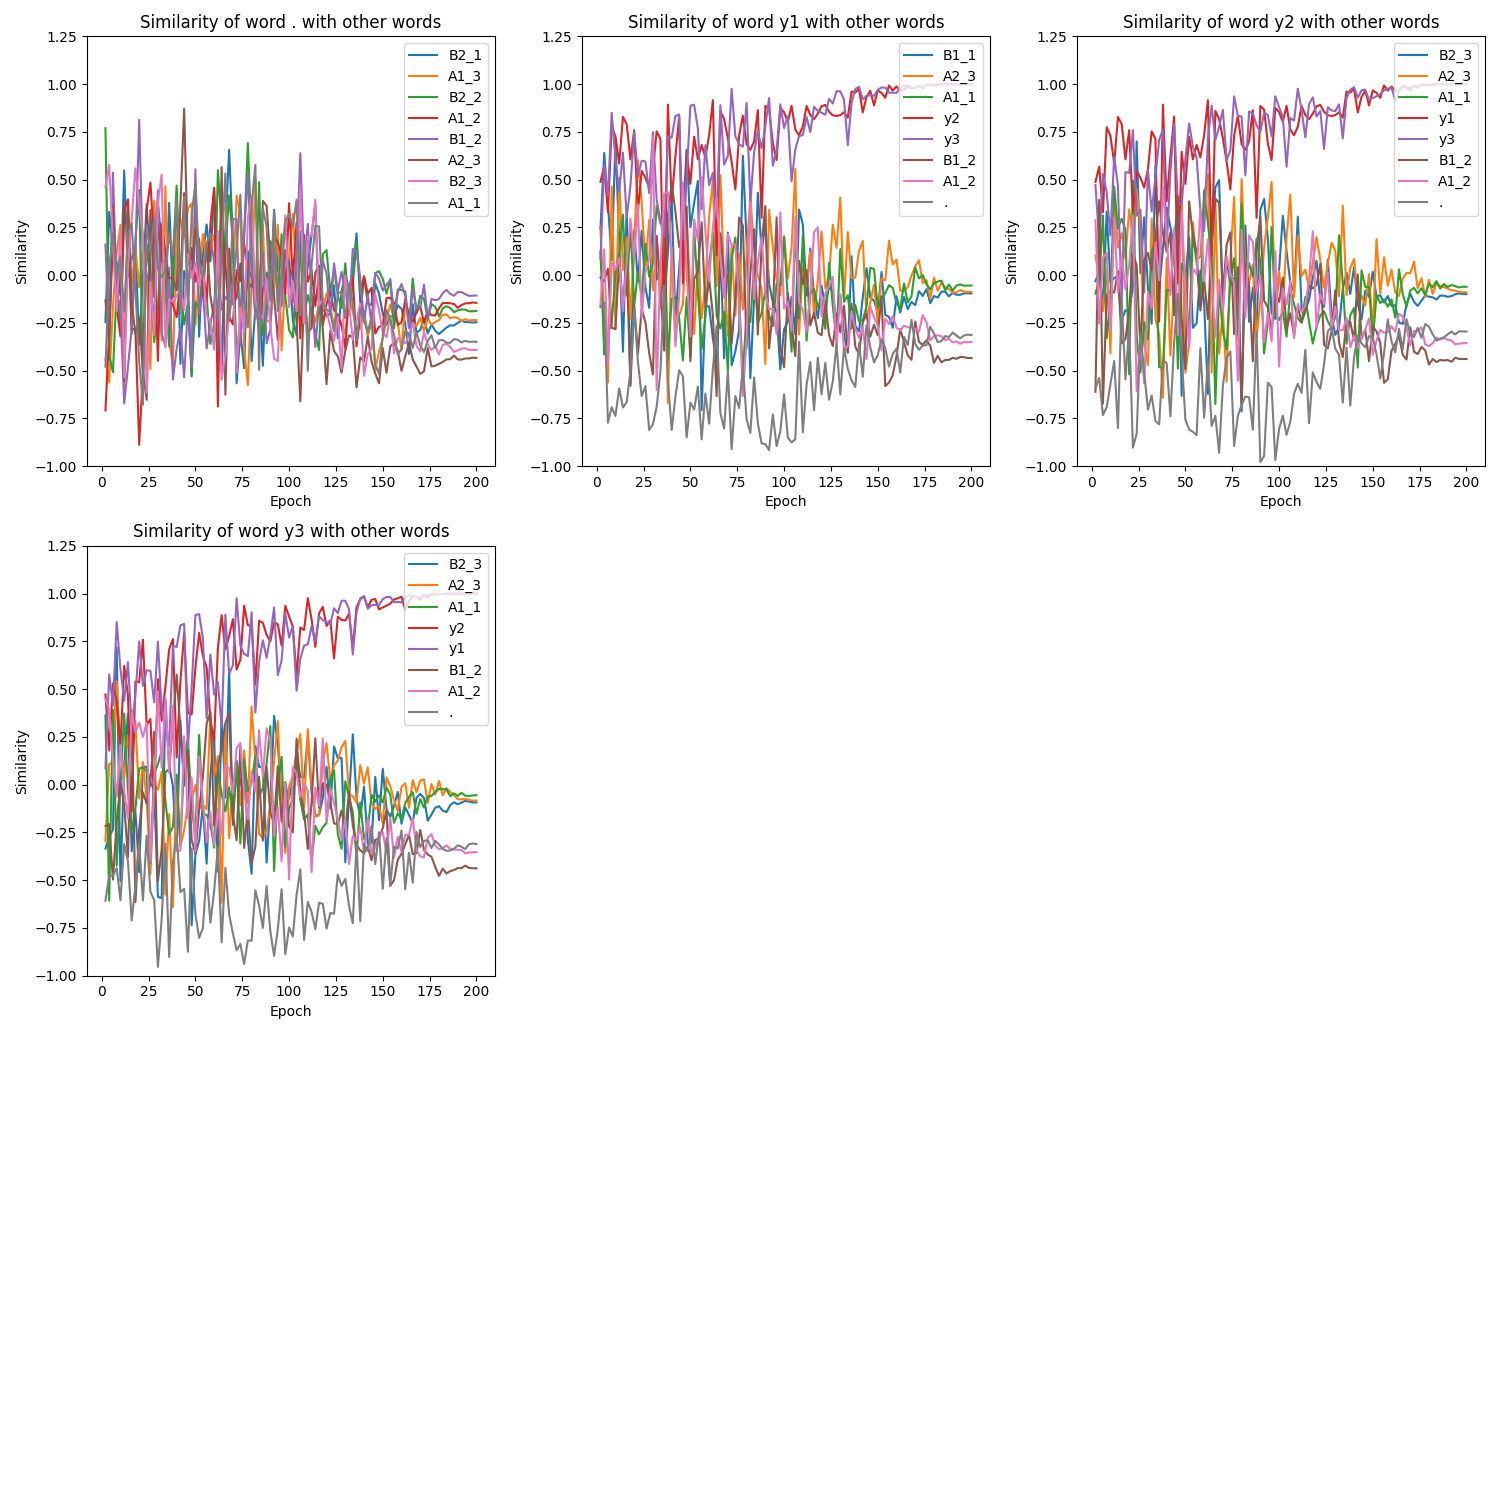 Similarity of word . with other words
1.25
1.00
0.75
0.50
0.25
0.00
−0.25
−0.50
−0.75
−1.00
Similarity
0 25 50 75 100 125 150 175 200
Epoch
B2_1
A1_3
B2_2
A1_2
B1_2
A2_3
B2_3
A1_1
Similarity of word y1 with other words
1.25
1.00
0.75
0.50
0.25
0.00
−0.25
−0.50
−0.75
−1.00
Similarity
0 25 50 75 100 125 150 175 200
Epoch
B1_1
A2_3
A1_1
y2
y3
B1_2
A1_2
.
Similarity of word y2 with other words
1.25
1.00
0.75
0.50
0.25
0.00
−0.25
−0.50
−0.75
−1.00
Similarity
0 25 50 75 100 125 150 175 200
Epoch
B2_3
A2_3
A1_1
y1
y3
B1_2
A1_2
.
Similarity of word y3 with other words
1.25
1.00
0.75
0.50
0.25
0.00
−0.25
−0.50
−0.75
−1.00
Similarity
0 25 50 75 100 125 150 175 200
Epoch
B2_3
A2_3
A1_1
y2
y1
B1_2
A1_2
.